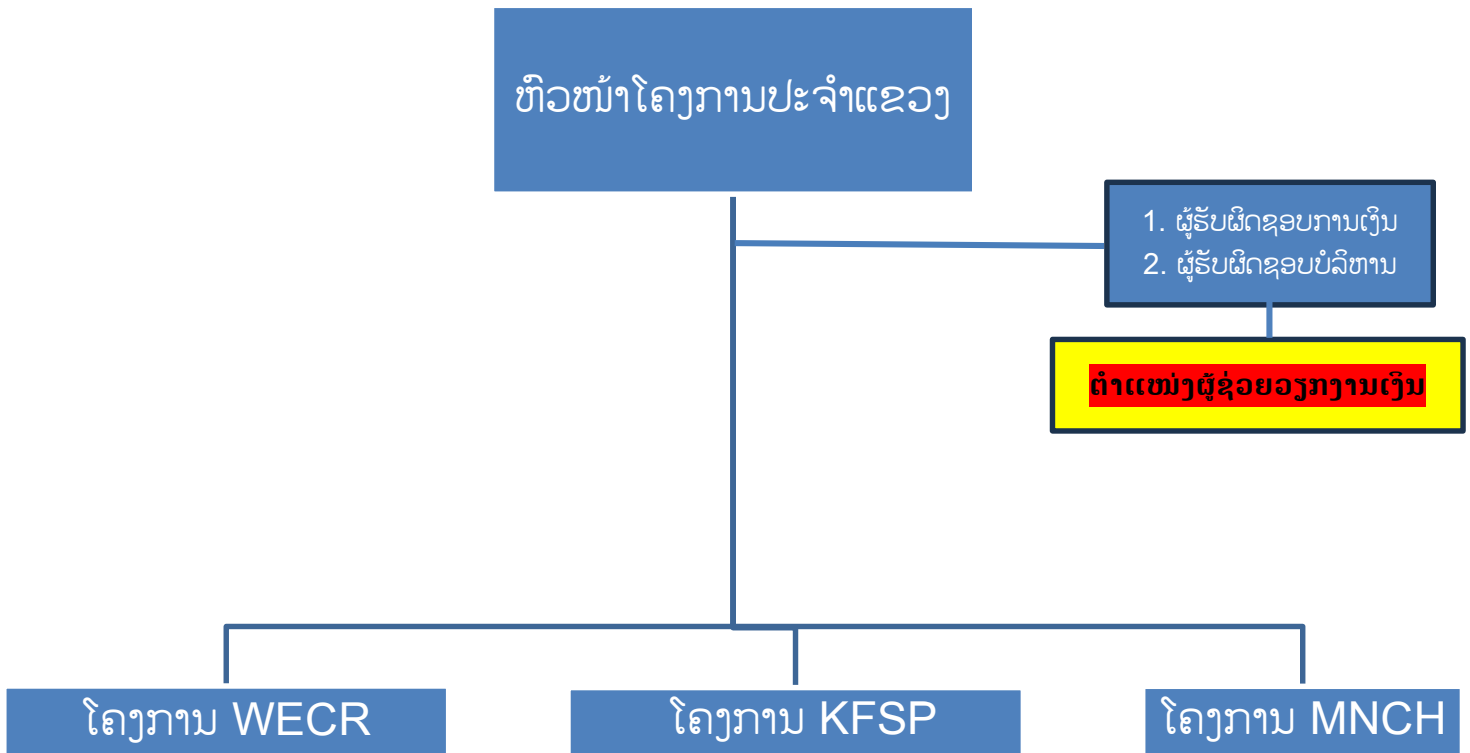 ຫົວໜ້າໂຄງການປະຈຳແຂວງ
1. ຜູ້ຮັບຜິດຊອບການເງິນ
2. ຜູ້ຮັບຜິດຊອບບໍລິຫານ
ຕຳແໜ່ງຜູ້ຊ່ວຍວຽກງານເງິນ
ໂຄງການ WECR
ໂຄງການ KFSP
ໂຄງການ MNCH